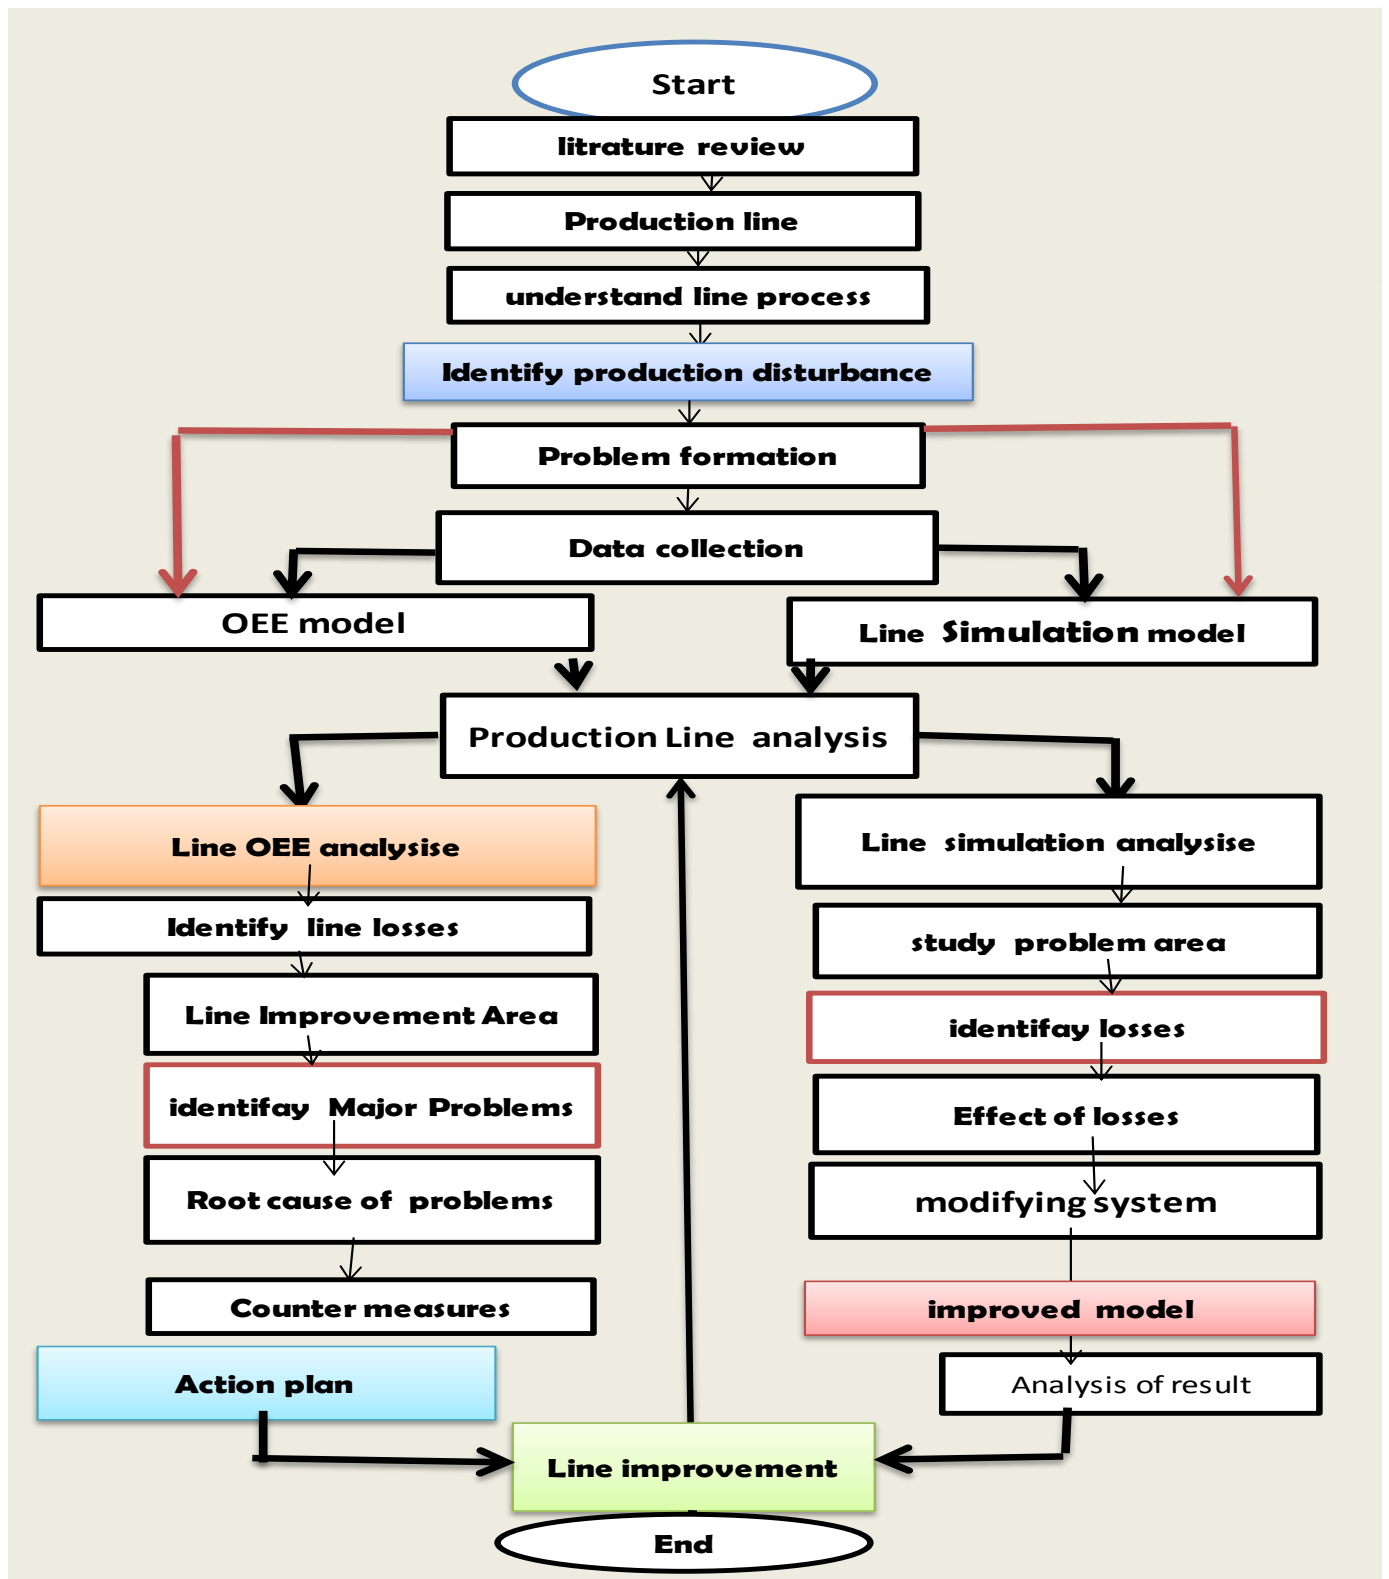 Start
litrature review
Production line
understand line process
Identify production disturbance
Problem formation
Data collection
OEE model
Line Simulation model
Production Line analysis
Line OEE analysise
Identify line losses
Line Improvement Area
identifay Major Problems
Root cause of problems
Counter measures
Action plan
Line simulation analysise
study problem area
identifay losses
Effect of losses
modifying system
improved model
Analysis of result
Line improvement
End